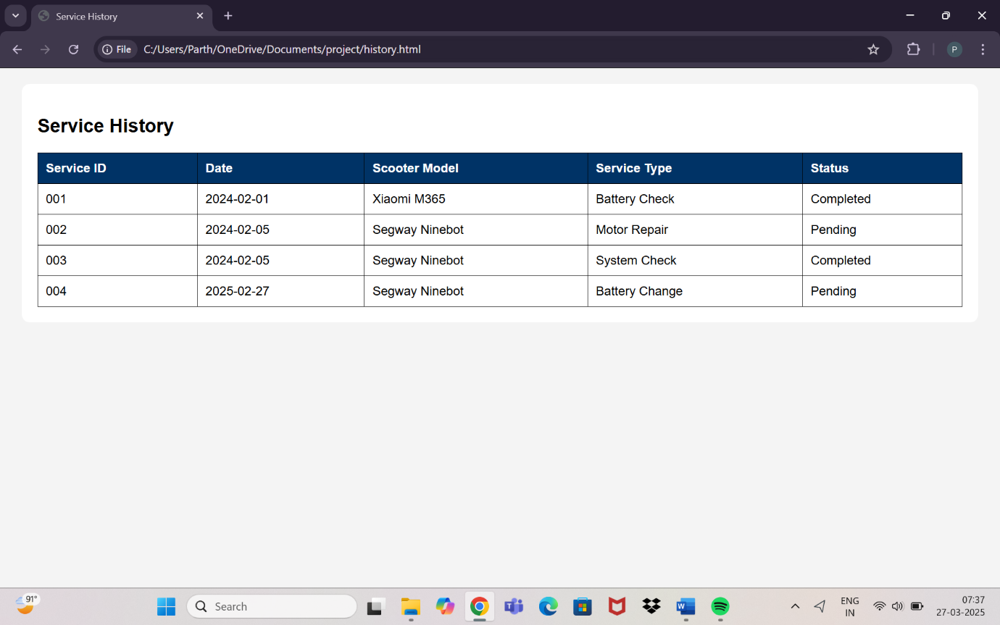 Service History
File C:/Users/Parth/OneDrive/Documents/project/history.html P
Service History
Service ID Date Scooter Model Service Type Status
001 2024-02-01 Xiaomi M365 Battery Check Completed
002 2024-02-05 Segway Ninebot Motor Repair Pending
003 2024-02-05 Segway Ninebot System Check Completed
004 2025-02-27 Segway Ninebot Battery Change Pending
91°
Search
T
W
ENG
IN
07:37
27-03-2025